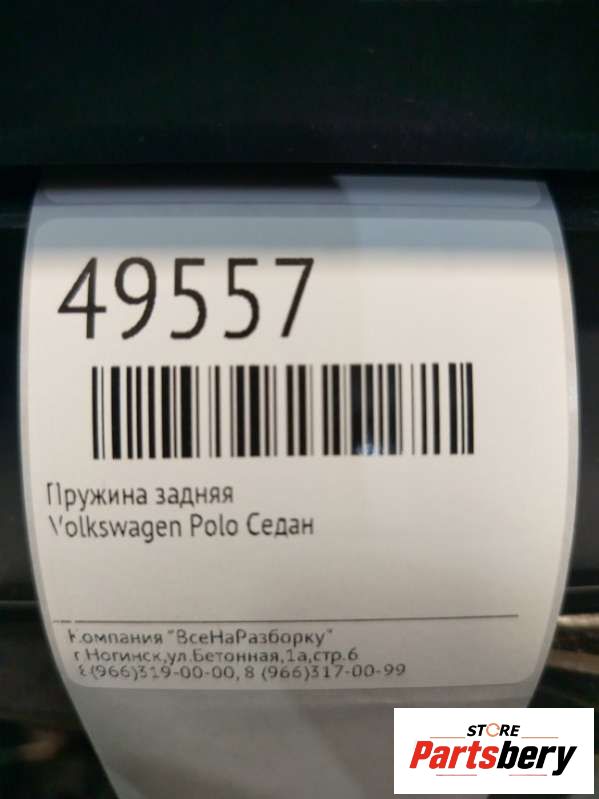 49557
Пружина задняя
Volkswagen Polo Седан
Компания "ВсеНаРазборку"
г.Ногинск,ул.Бетонная,1а,стр.6
8(966)319-00-00, 8 (966)317-00-99
STORE
Partsbery